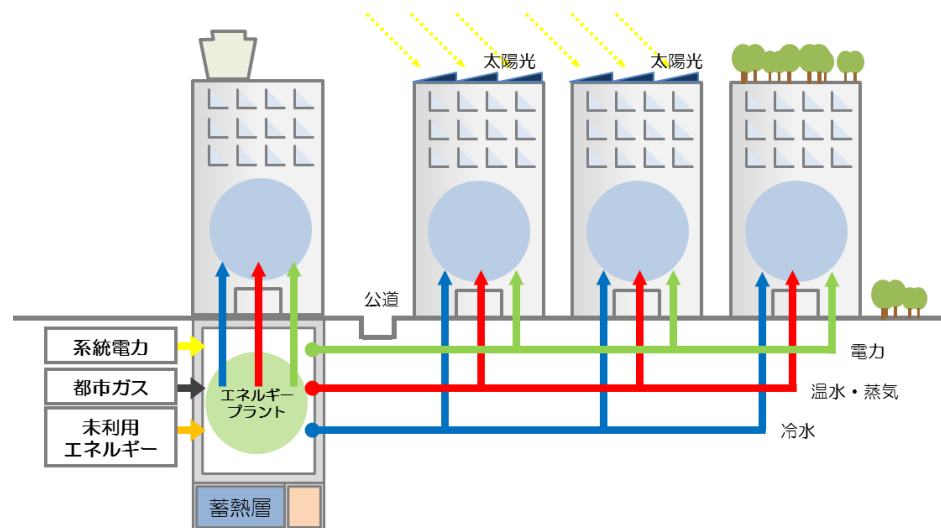 太陽光
太陽光
公道
系統電力
都市ガス
未利用
エネルギー
エネルギー
プラント
電力
温水・蒸気
冷水
蓄熱層